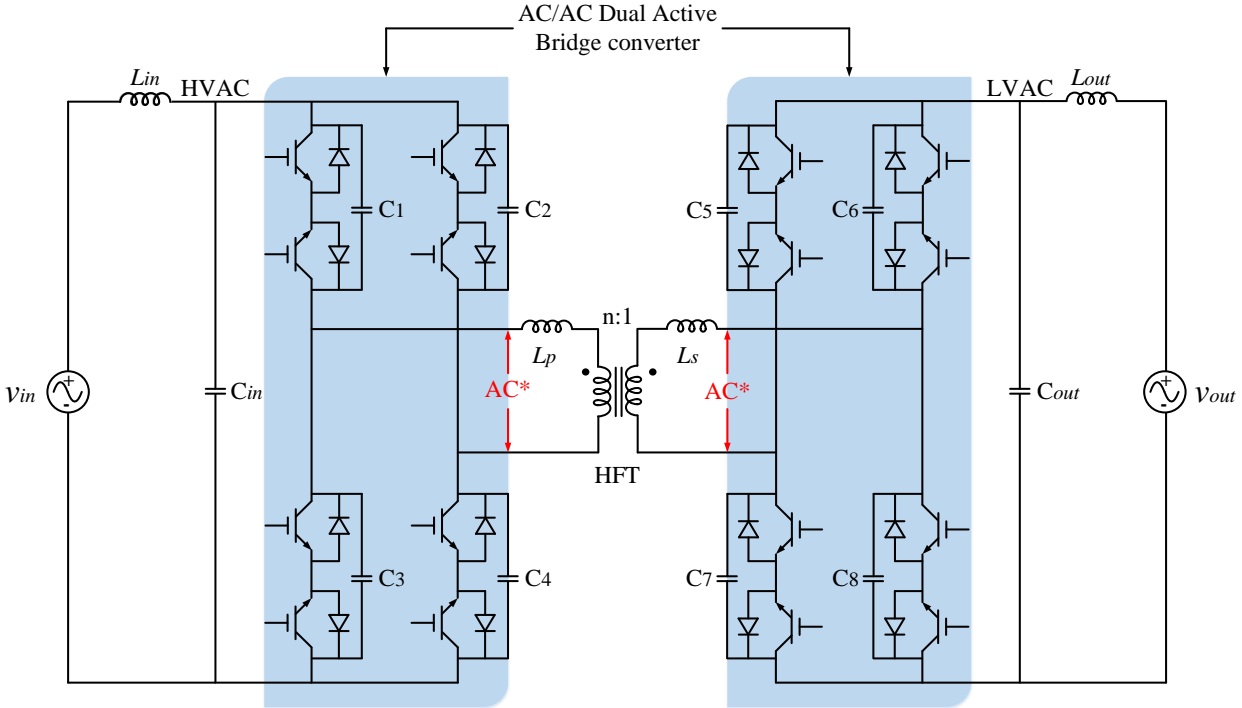 AC/AC Dual Active
Bridge converter
Lin
HVAC
LVAC
Lout
C1
C2
C5
C6
n:1
Lp
Ls
vin
+
-
Cin
AC*
AC*
Cout
+
-
vout
HFT
C3
C4
C7
C8